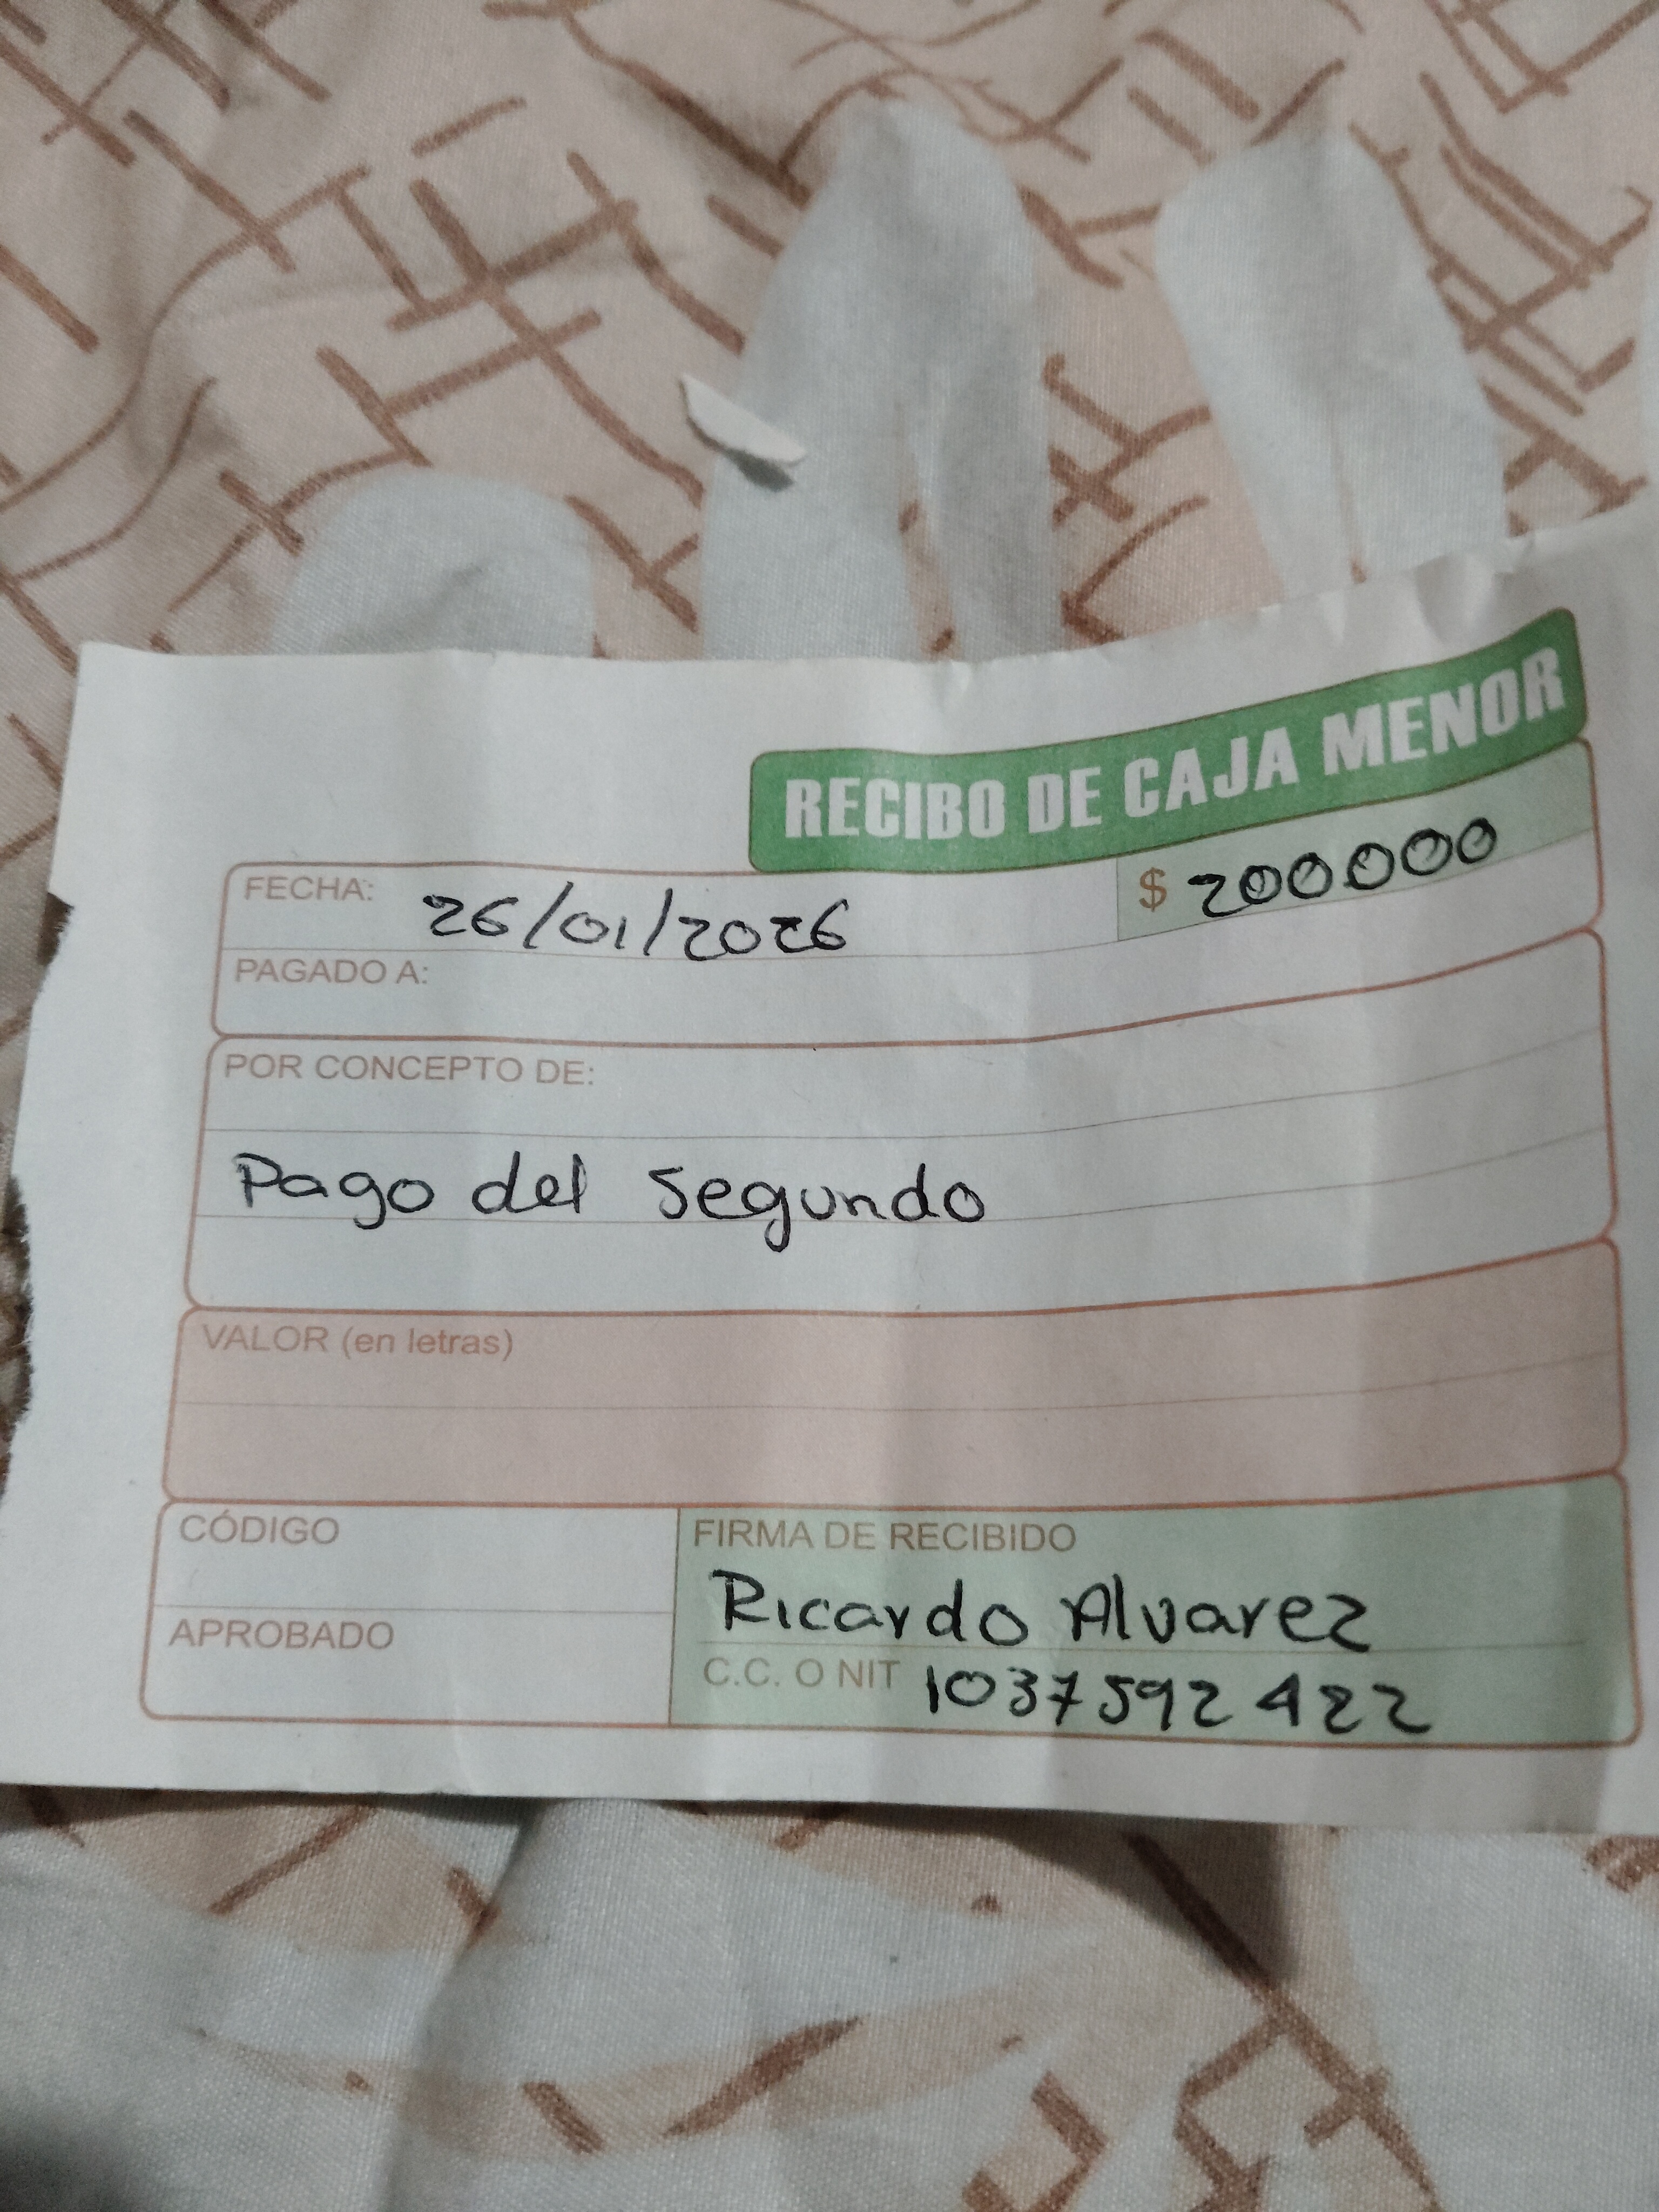 RECIBO DE CAJA MENOR
FECHA: 26/01/2026 $ 200000
PAGADO A:
POR CONCEPTO DE:
Pago del segundo
VALOR (en letras)
CÓDIGO
APROBADO
FIRMA DE RECIBIDO
Ricardo Alvarez
C.C. O NIT 1037592422